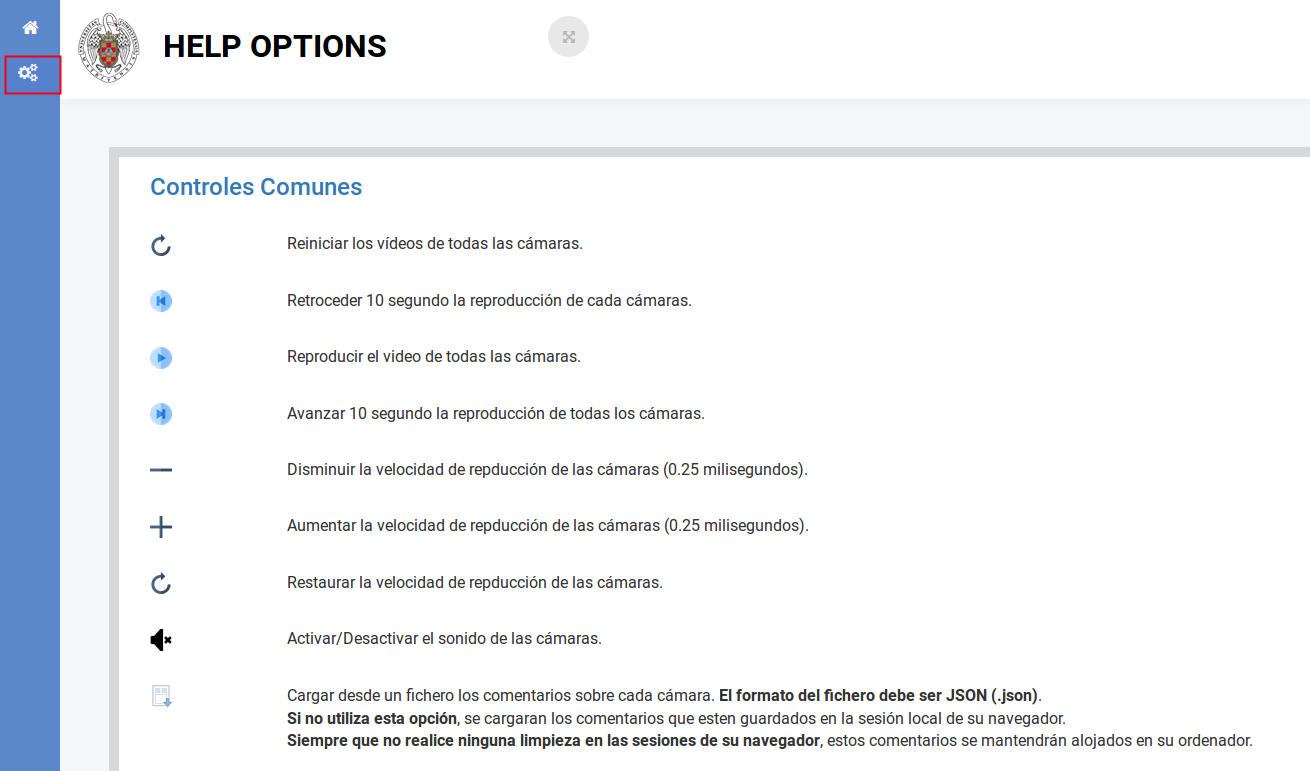 HELP OPTIONS
Controles Comunes
Reiniciar los vídeos de todas las cámaras.
Retroceder 10 segundo la reproducción de cada cámaras.
Reproducir el video de todas las cámaras.
Avanzar 10 segundo la reproducción de todas los cámaras.
Disminuir la velocidad de repducción de las cámaras (0.25 milisegundos).
Aumentar la velocidad de repducción de las cámaras (0.25 milisegundos).
Restaurar la velocidad de repducción de las cámaras.
Activar/Desactivar el sonido de las cámaras.
Cargar desde un fichero los comentarios sobre cada cámara. El formato del fichero debe ser JSON (.json).
Si no utiliza esta opción, se cargaran los comentarios que esten guardados en la sesión local de su navegador.
Siempre que no realice ninguna limpieza en las sesiones de su navegador, estos comentarios se mantendrán alojados en su ordenador.